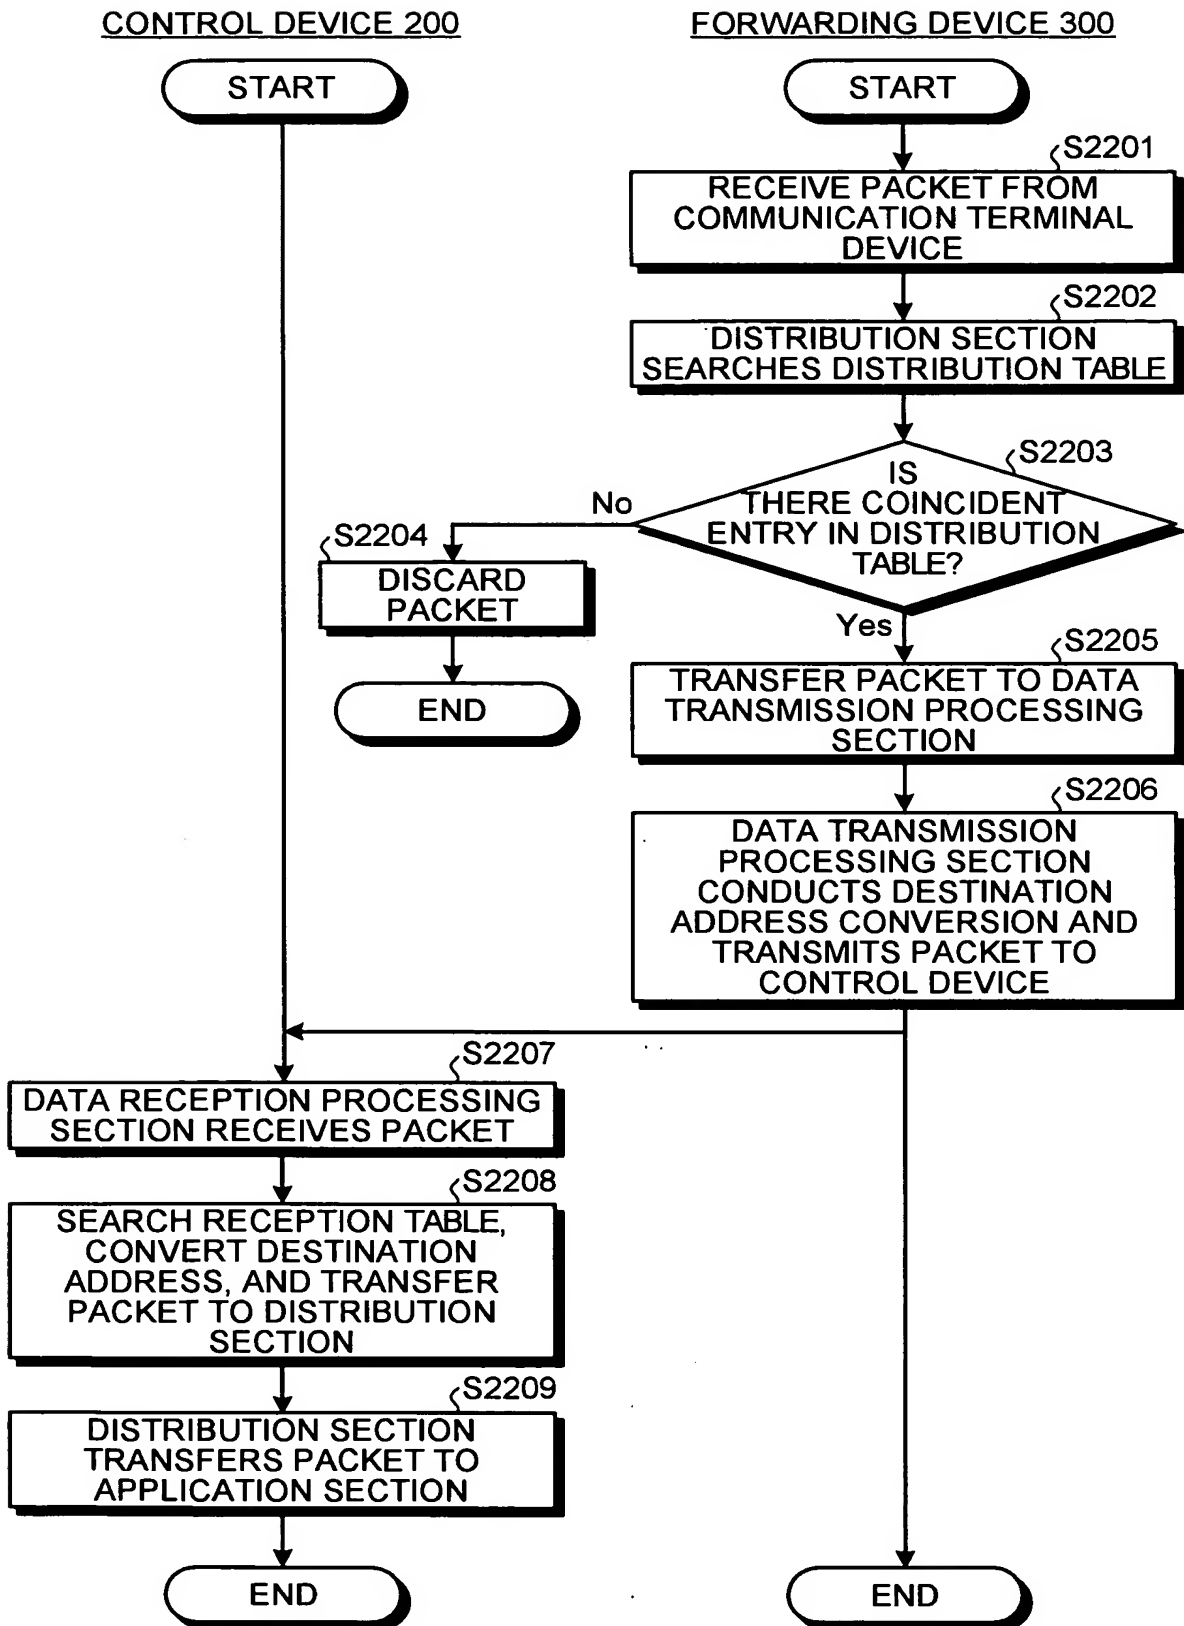 CONTROL DEVICE 200
FORWARDING DEVICE 300
START
START
S2201
RECEIVE PACKET FROM
COMMUNICATION TERMINAL
DEVICE
S2202
DISTRIBUTION SECTION
SEARCHES DISTRIBUTION TABLE
S2203
IS
THERE COINCIDENT
ENTRY IN DISTRIBUTION
TABLE?
No
S2204
DISCARD
PACKET
END
Yes
S2205
TRANSFER PACKET TO DATA
TRANSMISSION PROCESSING
SECTION
S2206
DATA TRANSMISSION
PROCESSING SECTION
CONDUCTS DESTINATION
ADDRESS CONVERSION AND
TRANSMITS PACKET TO
CONTROL DEVICE
S2207
DATA RECEPTION PROCESSING
SECTION RECEIVES PACKET
S2208
SEARCH RECEPTION TABLE,
CONVERT DESTINATION
ADDRESS, AND TRANSFER
PACKET TO DISTRIBUTION
SECTION
S2209
DISTRIBUTION SECTION
TRANSFERS PACKET TO
APPLICATION SECTION
END
END